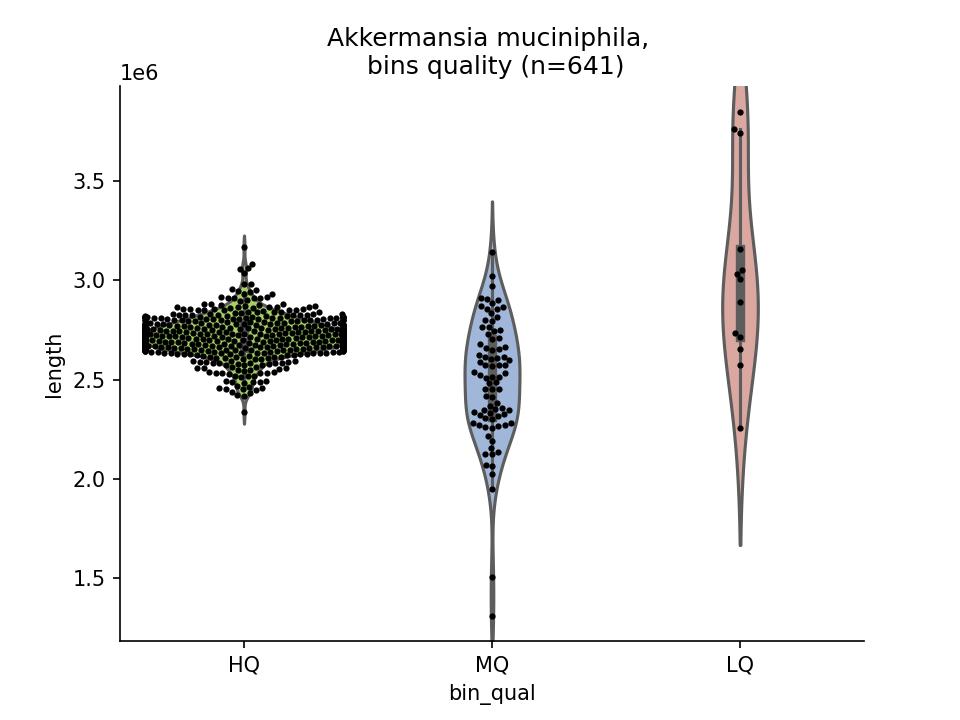 Akkermansia muciniphila,
bins quality (n=641)
1e6
3.5
3.0
2.5
2.0
1.5
length
HQ
MQ
LQ
bin_qual